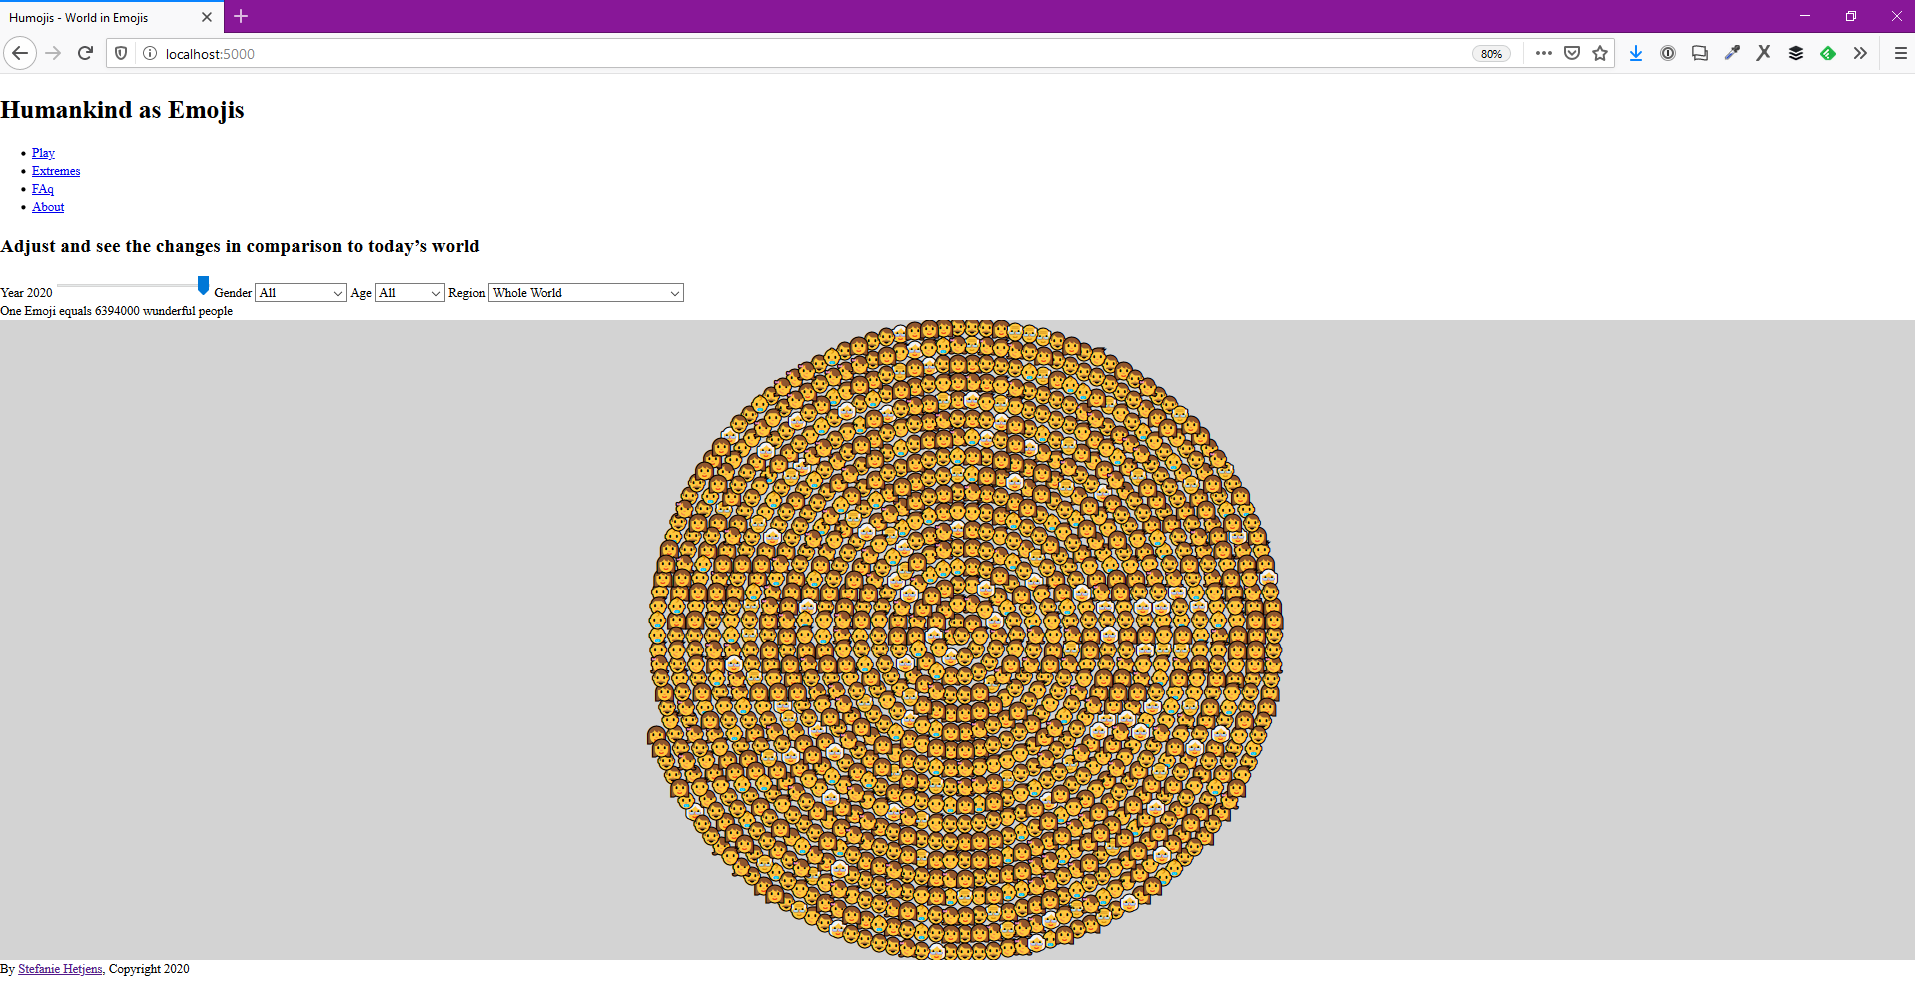 Humojis - World in Emojis
localhost:5000
80%
Humankind as Emojis
Play
Extremes
FAq
About
Adjust and see the changes in comparison to today’s world
Year 2020 Gender All Age All Region Whole World
One Emoji equals 6394000 wunderful people
By Stefanie Hetjens, Copyright 2020